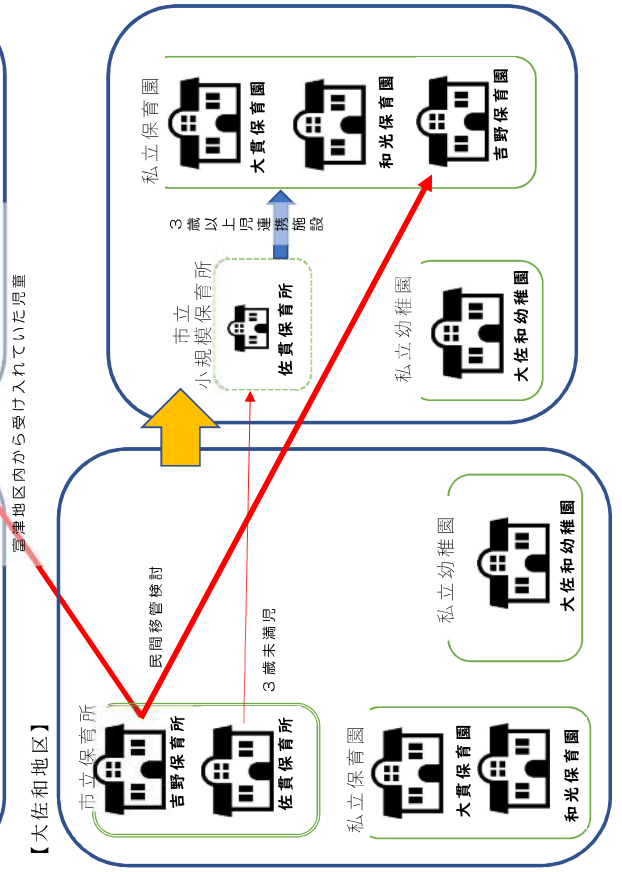 富津地区内から受け入れていた児童
【大佐和地区】
市立保育所
吉野保育所
佐貫保育所
私立保育園
大貫保育園
和光保育園
私立幼稚園
大佐和幼稚園
民間移管検討
３歳未満児
市立
小規模保育所
佐貫保育所
３歳以上児連携施設
私立保育園
大貫保育園
和光保育園
吉野保育園
私立幼稚園
大佐和幼稚園